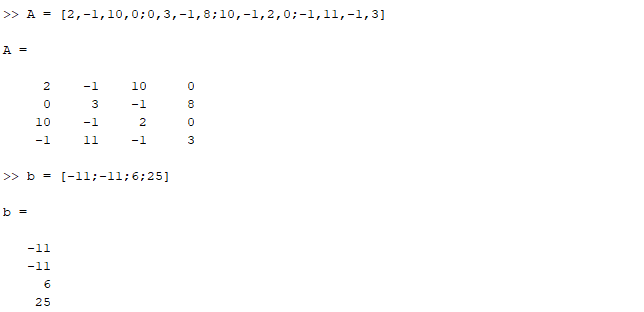 >> A = [2,-1,10,0;0,3,-1,8;10,-1,2,0;-1,11,-1,3]
A =
2 -1 10 0
0 3 -1 8
10 -1 2 0
-1 11 -1 3
>> b = [-11;-11;6;25]
b =
-11
-11
6
25